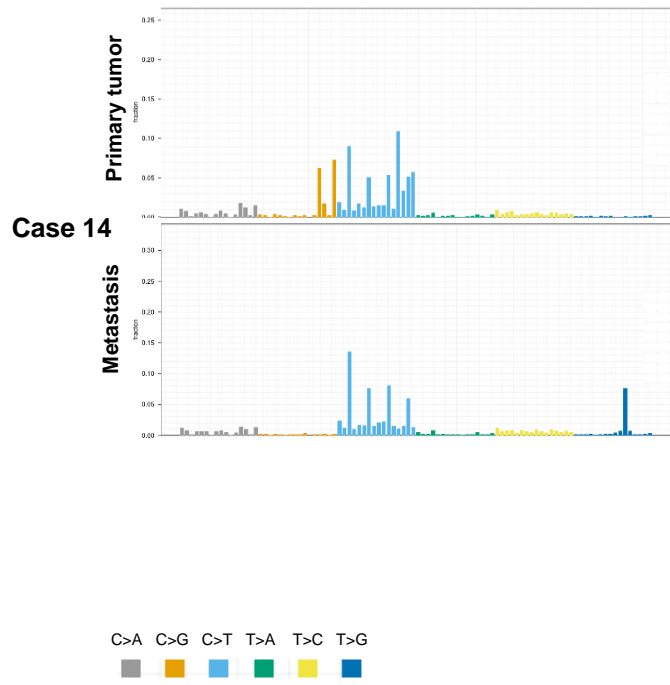 Case 14
Primary tumor
fraction
0.25
0.20
0.15
0.10
0.05
0.00
Metastasis
fraction
0.30
0.25
0.20
0.15
0.10
0.05
0.00
C>A C>G C>T T>A T>C T>G